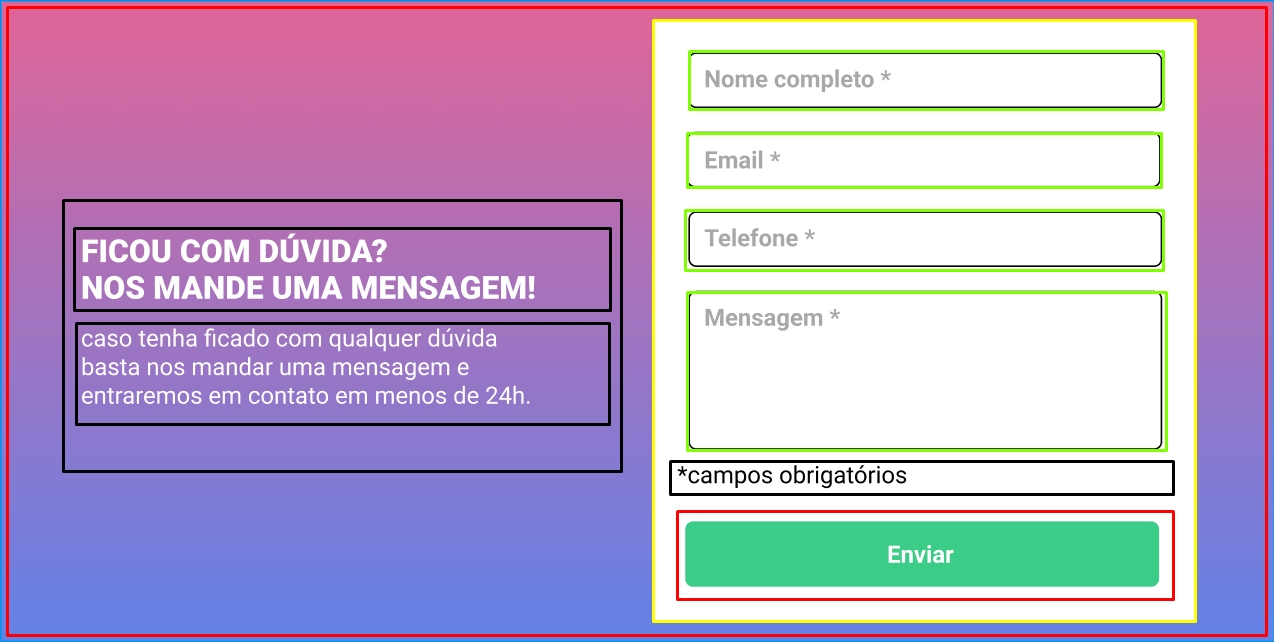 FICOU COM DÚVIDA?
NOS MANDE UMA MENSAGEM!
caso tenha ficado com qualquer dúvida
basta nos mandar uma mensagem e
entraremos em contato em menos de 24h.
Nome completo *
Email *
Telefone *
Mensagem *
*campos obrigatórios
Enviar